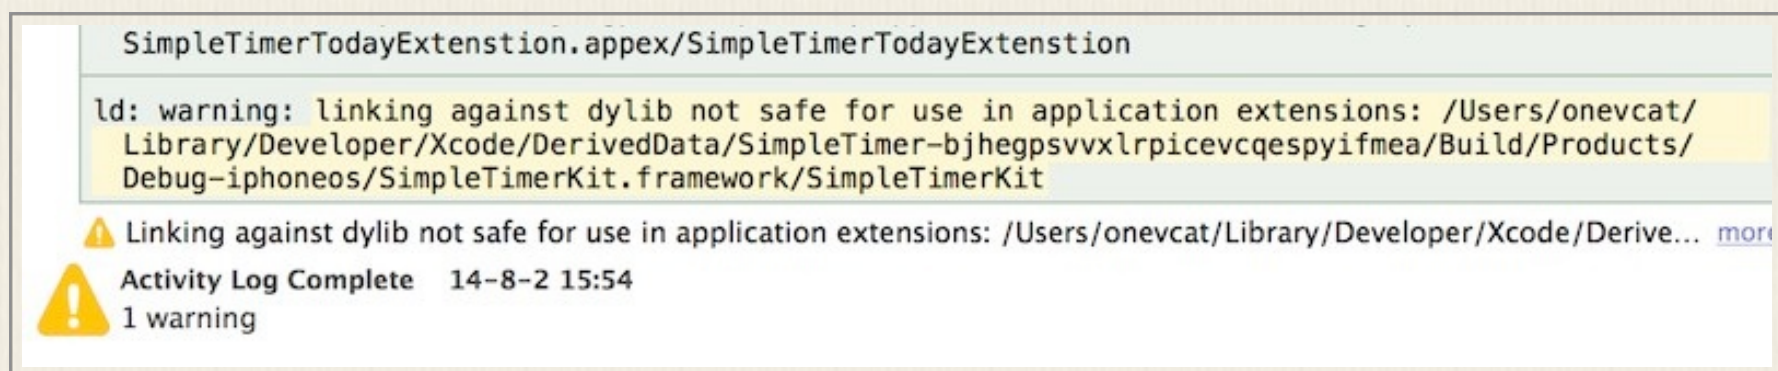 SimpleTimerTodayExtenstion.appex/SimpleTimerTodayExtenstion
ld: warning: linking against dylib not safe for use in application extensions: /Users/onevcat/
Library/Developer/Xcode/DerivedData/SimpleTimer-bjhegpsvvxlrpicevcqespyifmea/Build/Products/
Debug-iphoneos/SimpleTimerKit.framework/SimpleTimerKit
Linking against dylib not safe for use in application extensions: /Users/onevcat/Library/Developer/Xcode/Derive... more
Activity Log Complete 14-8-2 15:54
1 warning